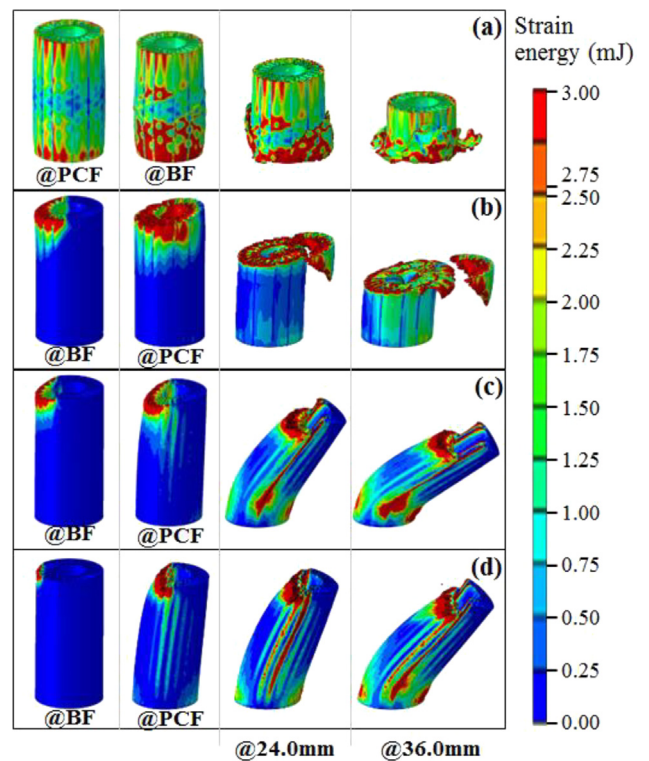 (a)
Strain
energy (mJ)
@PCF
@BF
3.00
2.75
2.50
(b)
2.25
2.00
@BF
@PCF
1.75
(c)
1.50
1.25
1.00
@BF
@PCF
0.75
(d)
0.50
0.25
@BF
@PCF
0.00
@24.0mm
@36.0mm